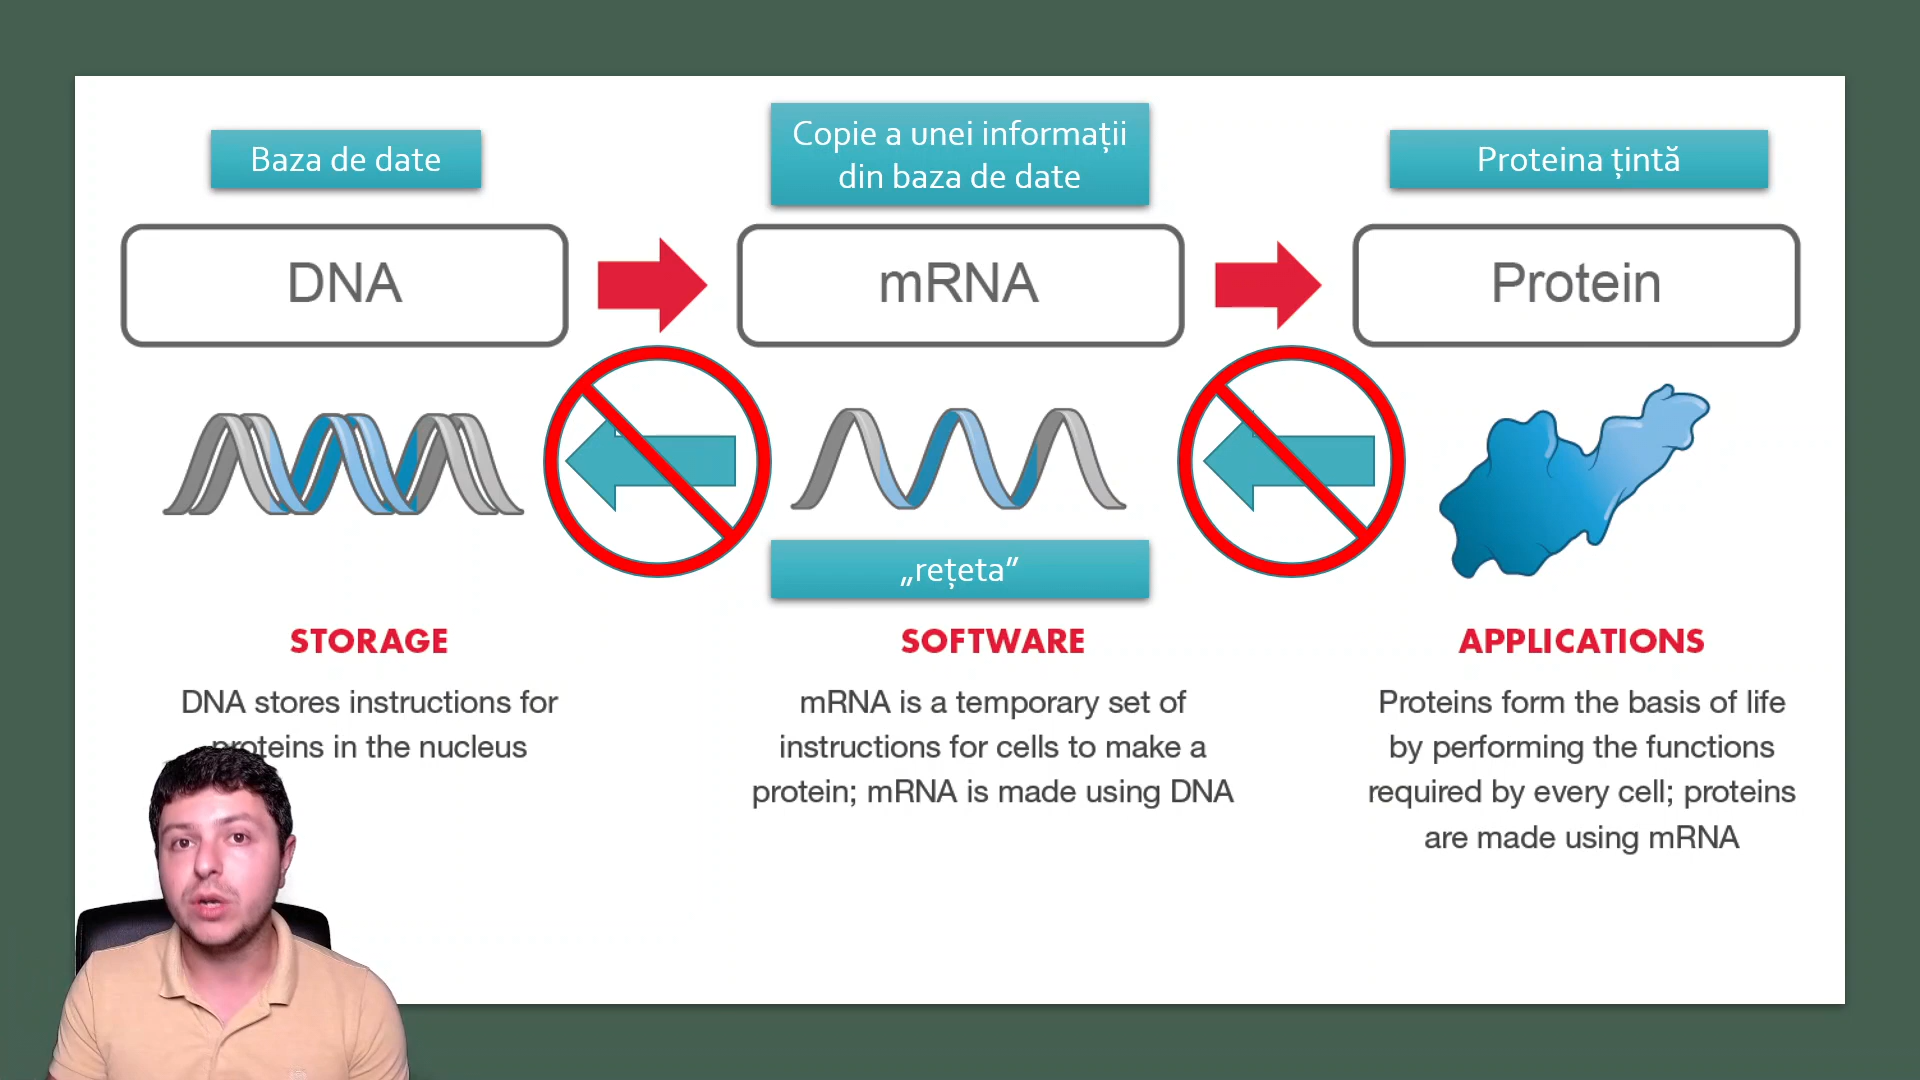 Baza de date
Copie a unei informații
din baza de date
Proteina țintă
DNA
mRNA
Protein
„rețeta”
STORAGE
DNA stores instructions for
proteins in the nucleus
SOFTWARE
mRNA is a temporary set of
instructions for cells to make a
protein; mRNA is made using DNA
APPLICATIONS
Proteins form the basis of life
by performing the functions
required by every cell; proteins
are made using mRNA